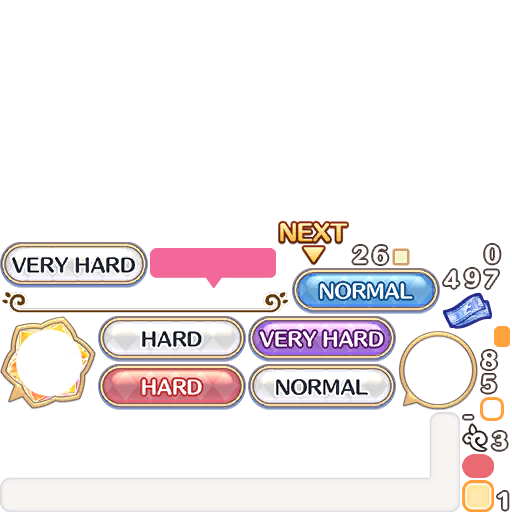 NEXT
26
0
VERY HARD
497
NORMAL
HARD
VERY HARD
8
HARD
NORMAL
5
-
3
1